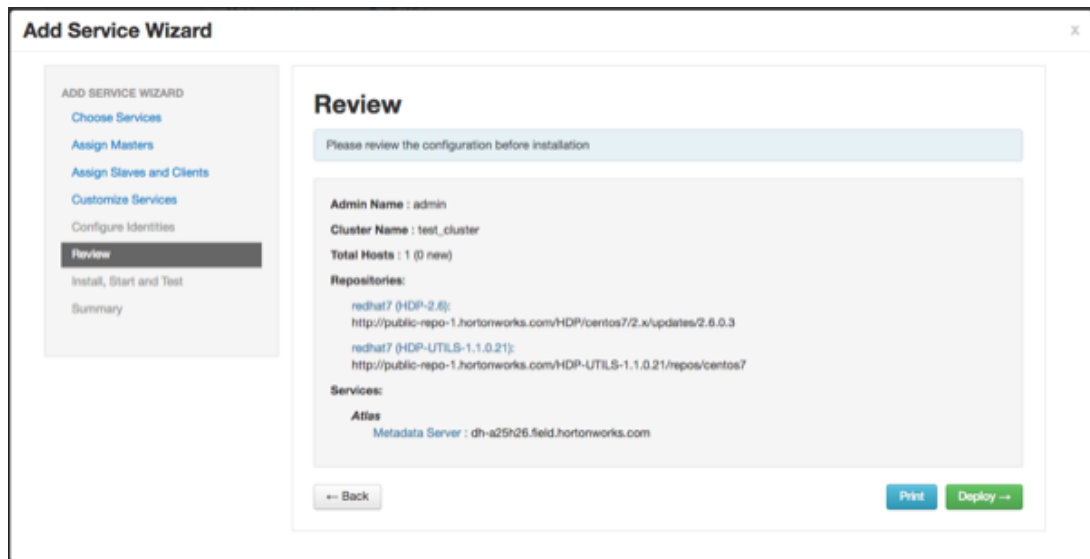 Add Service Wizard
x
ADD SERVICE WIZARD
Choose Services
Assign Masters
Assign Slaves and Clients
Customize Services
Configure Identities
Review
Install, Start and Test
Summary
Review
Please review the configuration before installation
Admin Name : admin
Cluster Name : test_cluster
Total Hosts : 1 (0 new)
Repositories:
redhat7 (HDP-2.6):
http://public-repo-1.hortonworks.com/HDP/centos7/2.x/updates/2.6.0.3
redhat7 (HDP-UTILS-1.1.0.21):
http://public-repo-1.hortonworks.com/HDP-UTILS-1.1.0.21/repos/centos7
Services:
Atlas
Metadata Server : dh-a25h26.field.hortonworks.com
← Back
Print
Deploy →